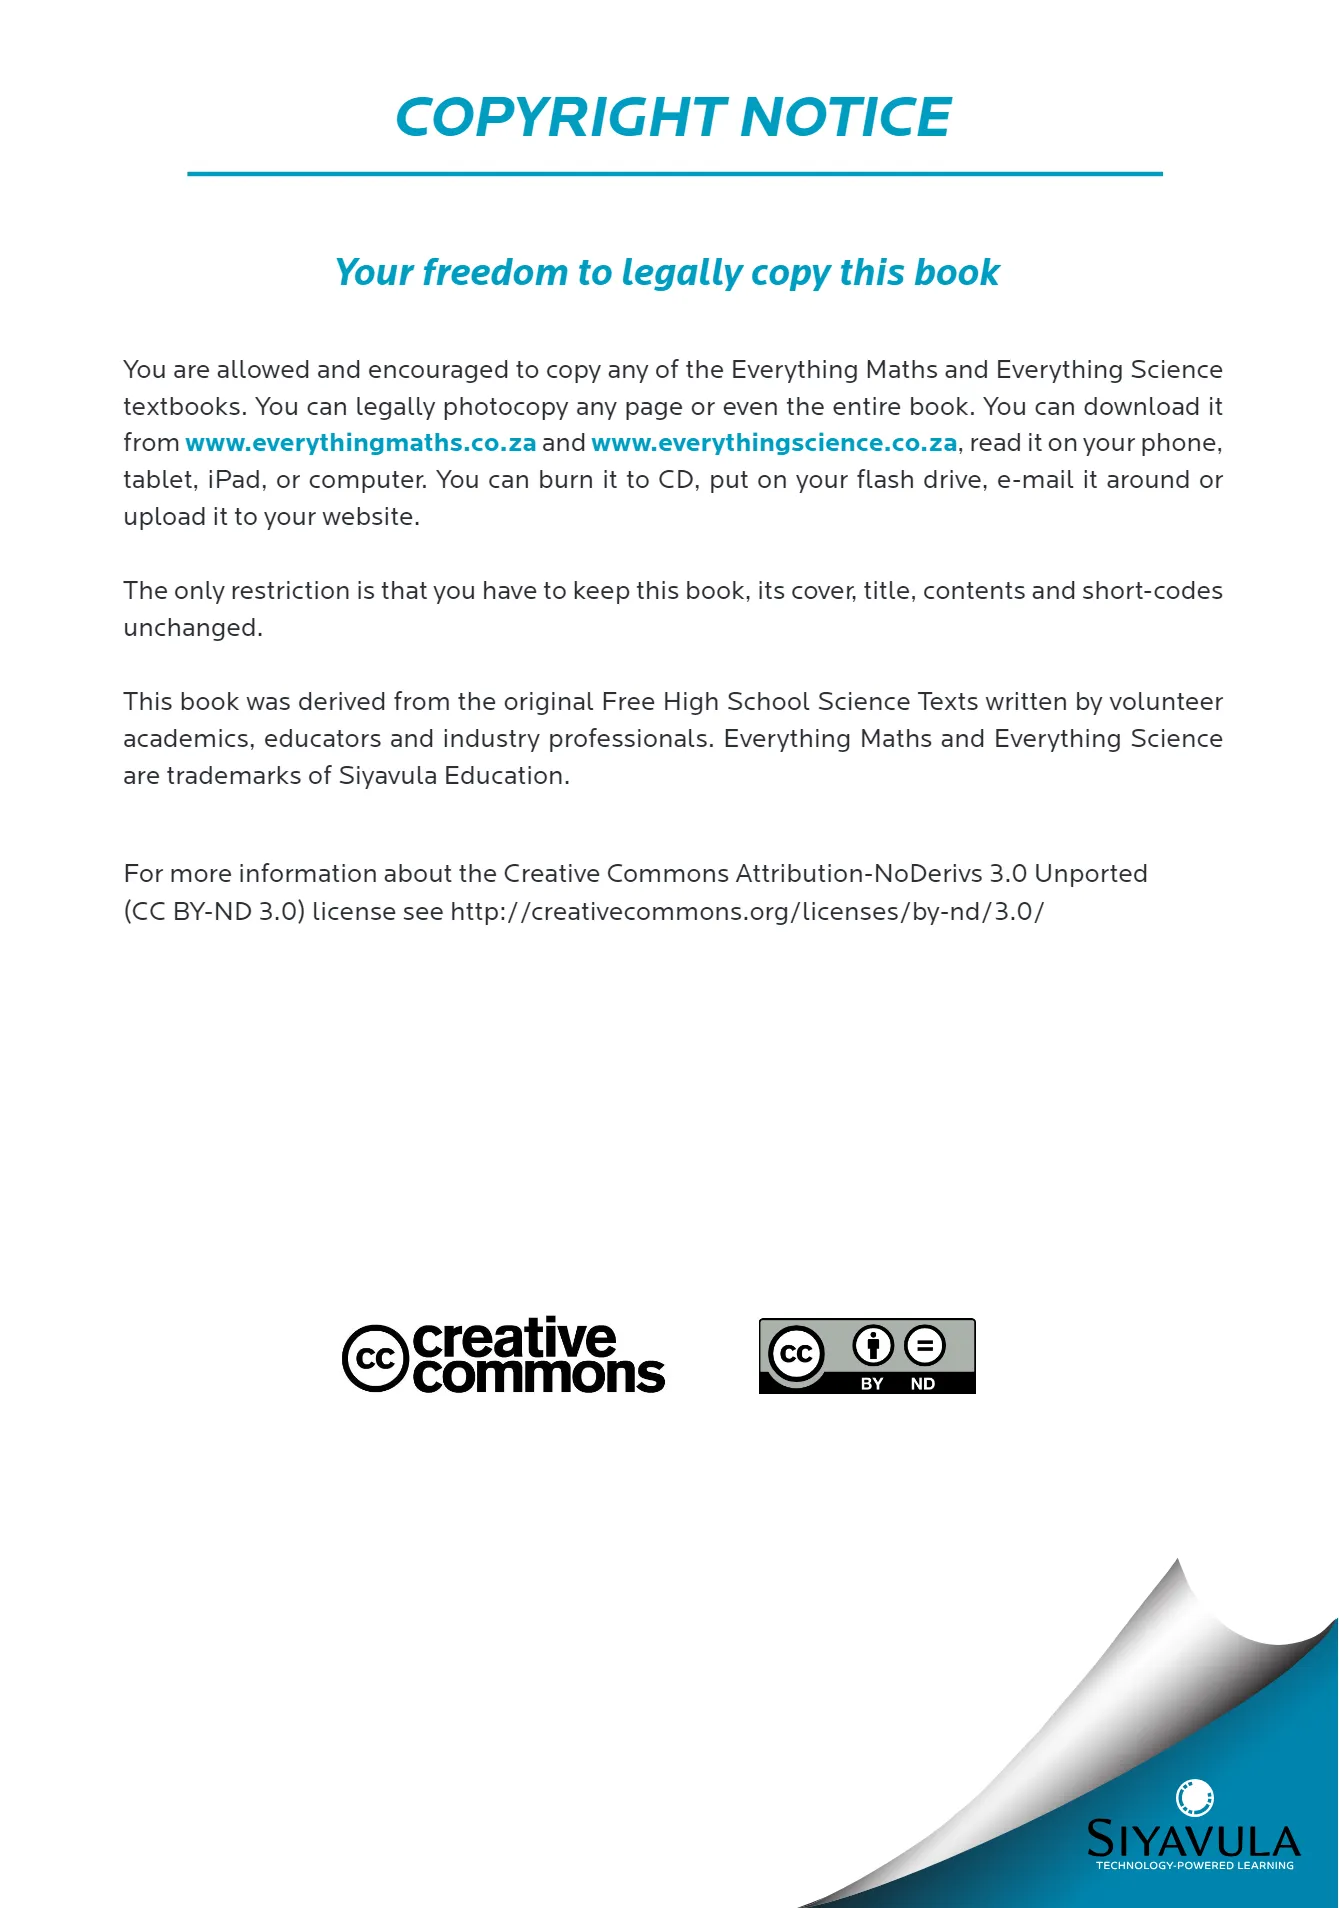 COPYRIGHT NOTICE
Your freedom to legally copy this book
You are allowed and encouraged to copy any of the Everything Maths and Everything Science
textbooks. You can legally photocopy any page or even the entire book. You can download it
from www.everythingmaths.co.za and www.everythingscience.co.za, read it on your phone,
tablet, iPad, or computer. You can burn it to CD, put on your flash drive, e-mail it around or
upload it to your website.
The only restriction is that you have to keep this book, its cover, title, contents and short-codes
unchanged.
This book was derived from the original Free High School Science Texts written by volunteer
academics, educators and industry professionals. Everything Maths and Everything Science
are trademarks of Siyavula Education.
For more information about the Creative Commons Attribution-NoDerivs 3.0 Unported
(CC BY-ND 3.0) license see http://creativecommons.org/licenses/by-nd/3.0/
cc creative
commons
cc
BY ND
SIYAVULA
TECHNOLOGY-POWERED LEARNING